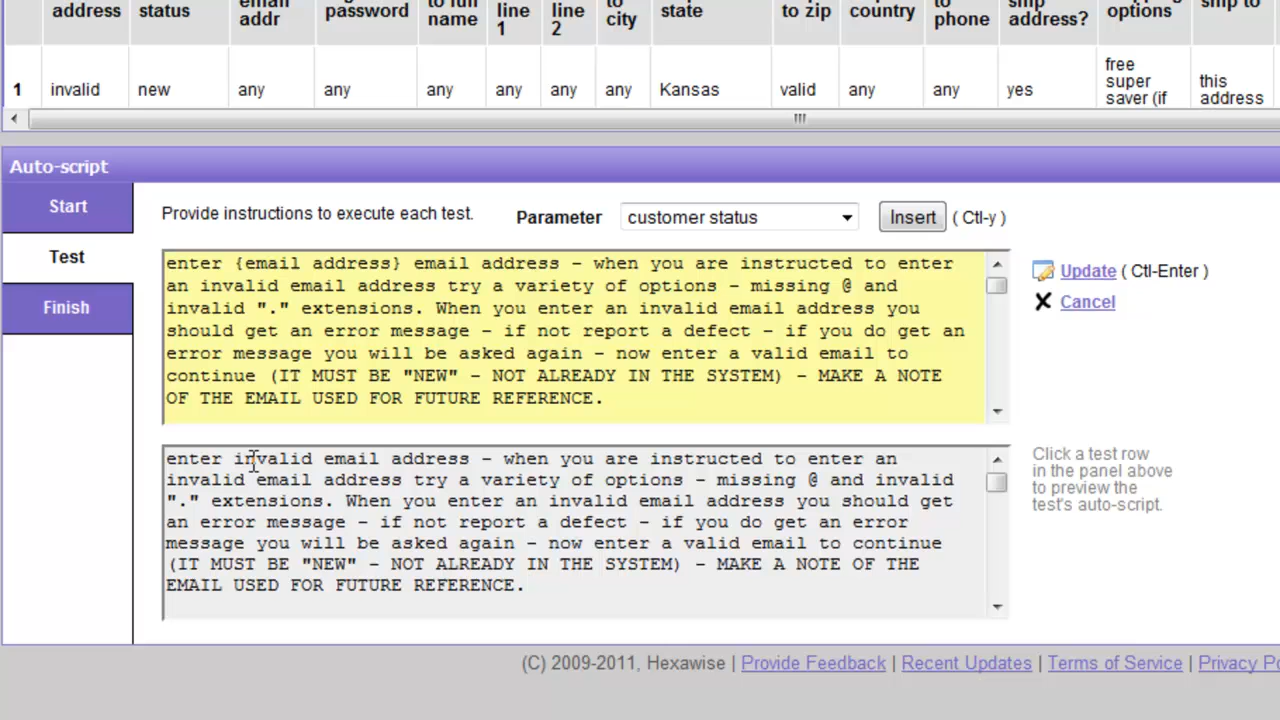 address status email addr password to full name line 1 line 2 to city state to zip country to phone ship address? options ship to
1 invalid new any any any any any any Kansas valid any any yes free super saver (if this address
Auto-script
Start
Provide instructions to execute each test. Parameter customer status Insert ( Ctl-y )
Test
Finish
enter {email address} email address - when you are instructed to enter
an invalid email address try a variety of options - missing @ and
invalid "." extensions. When you enter an invalid email address you
should get an error message - if not report a defect - if you do get an
error message you will be asked again - now enter a valid email to
continue (IT MUST BE "NEW" - NOT ALREADY IN THE SYSTEM) - MAKE A NOTE
OF THE EMAIL USED FOR FUTURE REFERENCE.
Update ( Ctl-Enter )
Cancel
enter invalid email address - when you are instructed to enter an
invalid email address try a variety of options - missing @ and invalid
"." extensions. When you enter an invalid email address you should get
an error message - if not report a defect - if you do get an error
message you will be asked again - now enter a valid email to continue
(IT MUST BE "NEW" - NOT ALREADY IN THE SYSTEM) - MAKE A NOTE OF THE
EMAIL USED FOR FUTURE REFERENCE.
Click a test row
in the panel above
to preview the
test's auto-script.
(C) 2009-2011, Hexawise | Provide Feedback | Recent Updates | Terms of Service | Privacy